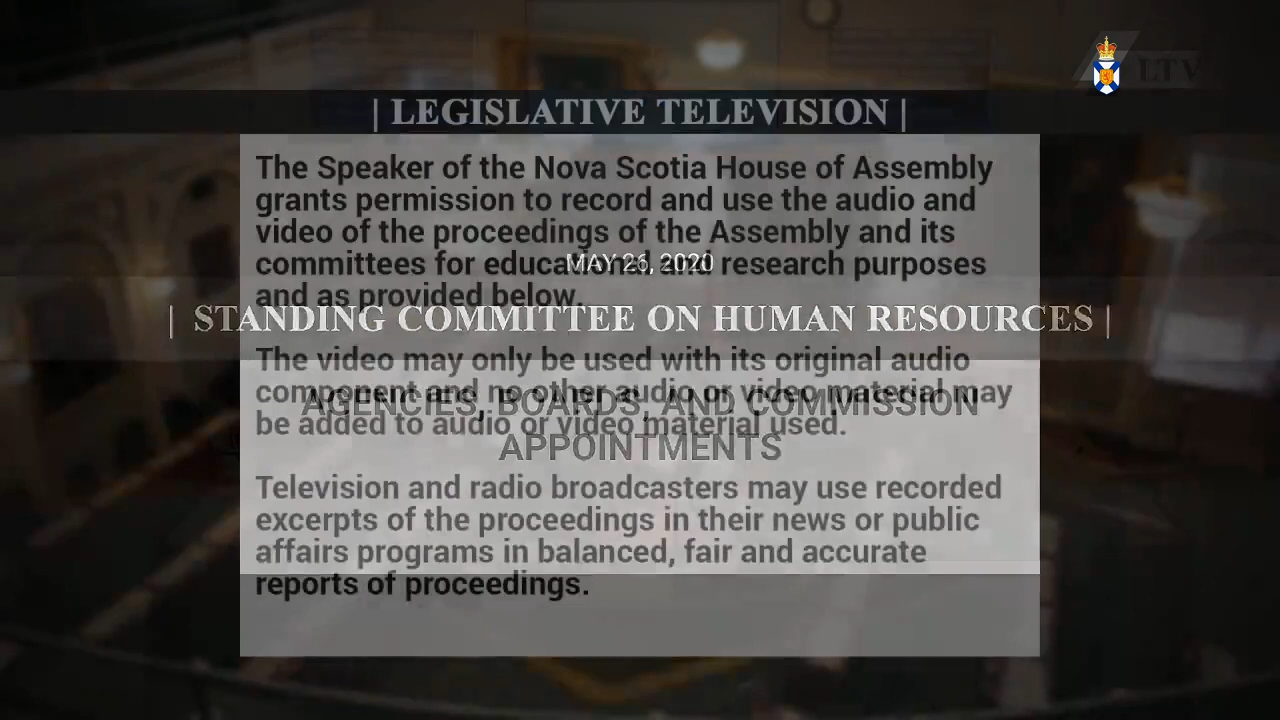 LTV
| LEGISLATIVE TELEVISION |
The Speaker of the Nova Scotia House of Assembly
grants permission to record and use the audio and
video of the proceedings of the Assembly and its
committees for educational and research purposes
MAY 26, 2020
and as provided below.
| STANDING COMMITTEE ON HUMAN RESOURCES |
The video may only be used with its original audio
component and no other audio or video material may
AGENCIES, BOARDS, AND COMMISSION
be added to audio or video material used.
APPOINTMENTS
Television and radio broadcasters may use recorded
excerpts of the proceedings in their news or public
affairs programs in balanced, fair and accurate
reports of proceedings.